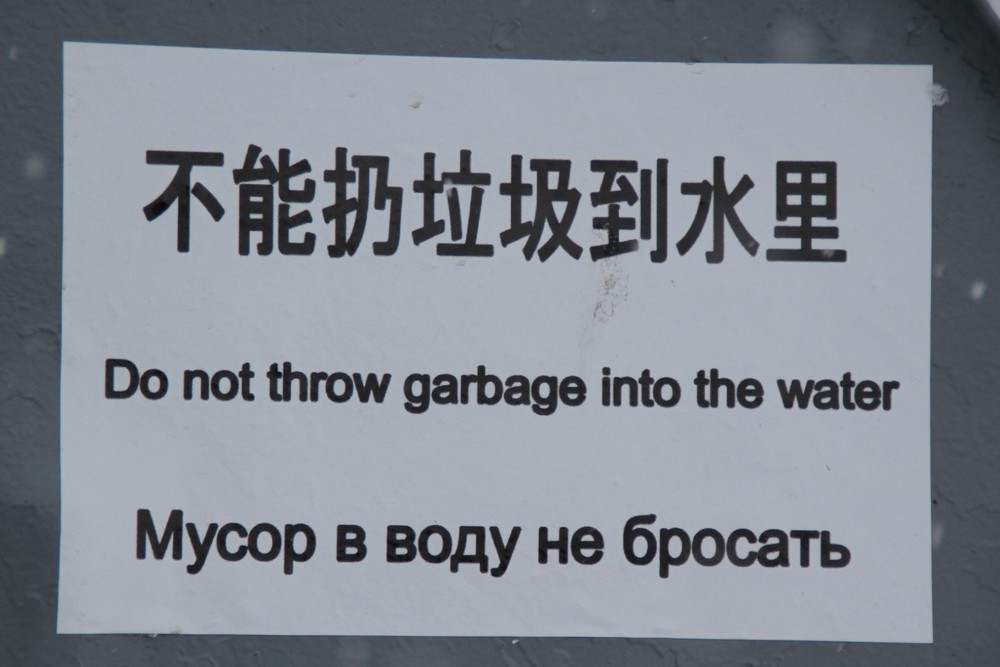 不能扔垃圾到水里
Do not throw garbage into the water
Мусор в воду не бросать